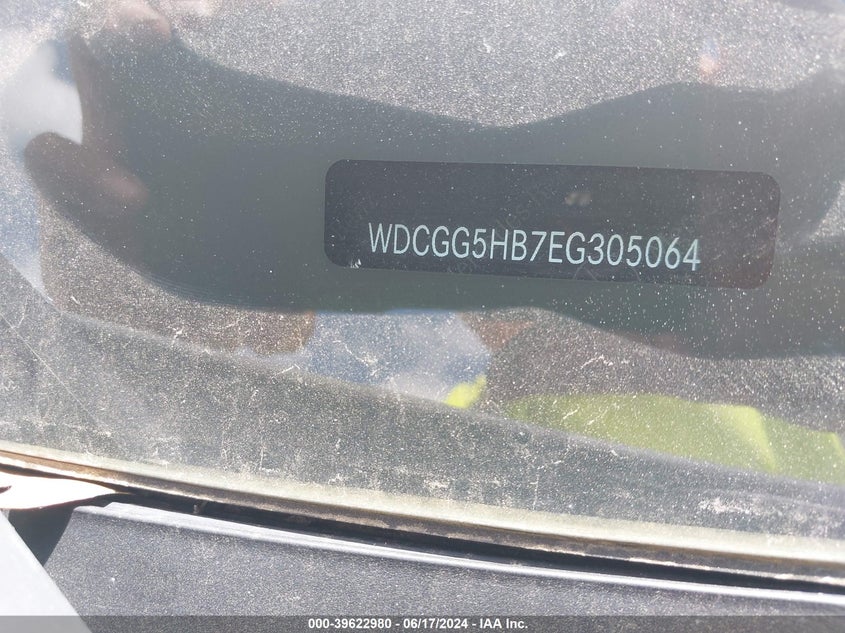 WDCGG5HB7EG305064
000-39622980 - 06/17/2024 - IAA Inc.